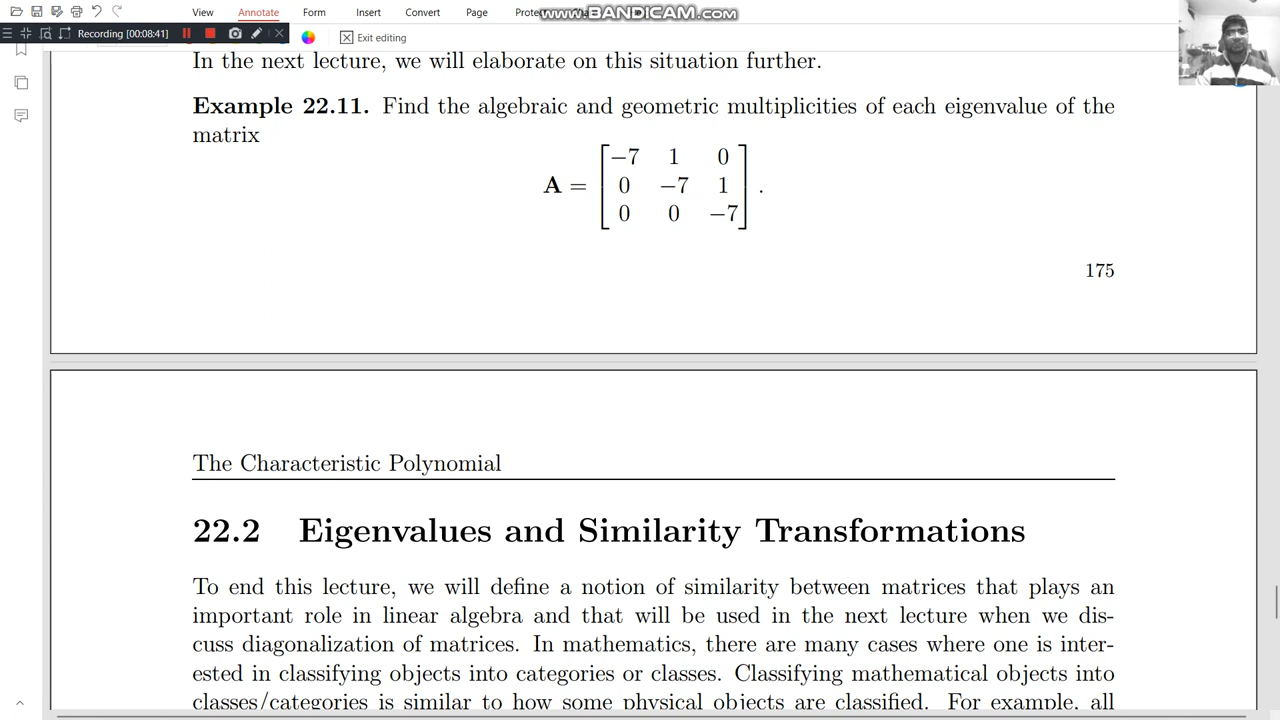 View Annotate Form Insert Convert Page Prote
www.BANDICAM.com
Recording [00:08:41]
Exit editing
In the next lecture, we will elaborate on this situation further.
Example 22.11. Find the algebraic and geometric multiplicities of each eigenvalue of the
matrix
−7 1 0
A = 0 −7 1 .
0 0 −7
175
The Characteristic Polynomial
22.2 Eigenvalues and Similarity Transformations
To end this lecture, we will define a notion of similarity between matrices that plays an
important role in linear algebra and that will be used in the next lecture when we dis-
cuss diagonalization of matrices. In mathematics, there are many cases where one is inter-
ested in classifying objects into categories or classes. Classifying mathematical objects into
classes/categories is similar to how some physical objects are classified. For example, all